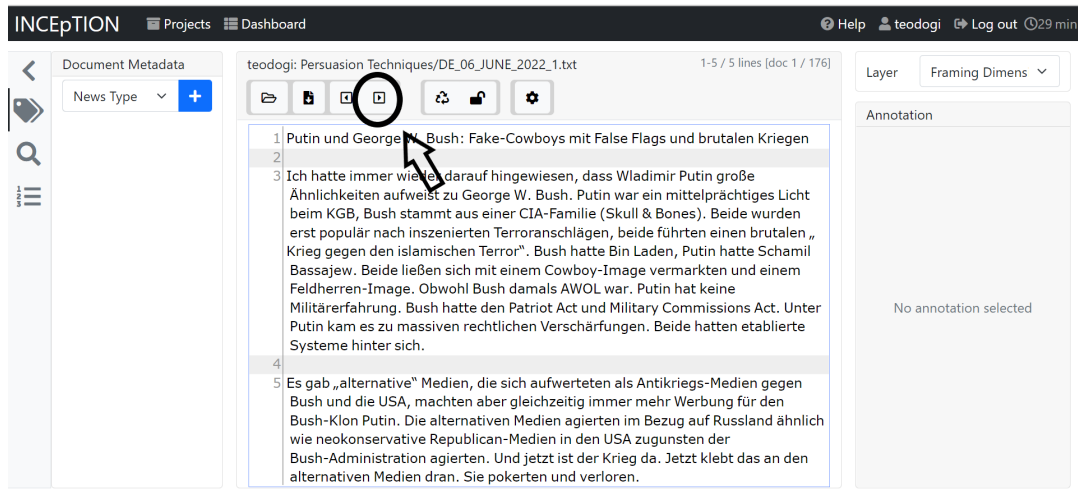 INCEpTION Projects Dashboard Help teodogi Log out 29 min
Document Metadata
News Type
teodogi: Persuasion Techniques/DE_06_JUNE_2022_1.txt 1-5 / 5 lines [doc 1 / 176]
Layer Framing Dimens
Annotation
No annotation selected
1 Putin und George W. Bush: Fake-Cowboys mit False Flags und brutalen Kriegen
2
3 Ich hatte immer wieder darauf hingewiesen, dass Wladimir Putin große
Ähnlichkeiten aufweist zu George W. Bush. Putin war ein mittelprächtiges Licht
beim KGB, Bush stammt aus einer CIA-Familie (Skull & Bones). Beide wurden
erst populär nach inszenierten Terroranschlägen, beide führten einen brutalen „
Krieg gegen den islamischen Terror“. Bush hatte Bin Laden, Putin hatte Schamil
Bassajew. Beide ließen sich mit einem Cowboy-Image vermarkten und einem
Feldherren-Image. Obwohl Bush damals AWOL war. Putin hat keine
Militärerfahrung. Bush hatte den Patriot Act und Military Commissions Act. Unter
Putin kam es zu massiven rechtlichen Verschärfungen. Beide hatten etablierte
Systeme hinter sich.
4
5 Es gab „alternative“ Medien, die sich aufwerteten als Antikriegs-Medien gegen
Bush und die USA, machten aber gleichzeitig immer mehr Werbung für den
Bush-Klon Putin. Die alternativen Medien agierten im Bezug auf Russland ähnlich
wie neokonservative Republican-Medien in den USA zugunsten der
Bush-Administration agierten. Und jetzt ist der Krieg da. Jetzt klebt das an den
alternativen Medien dran. Sie pokerten und verloren.